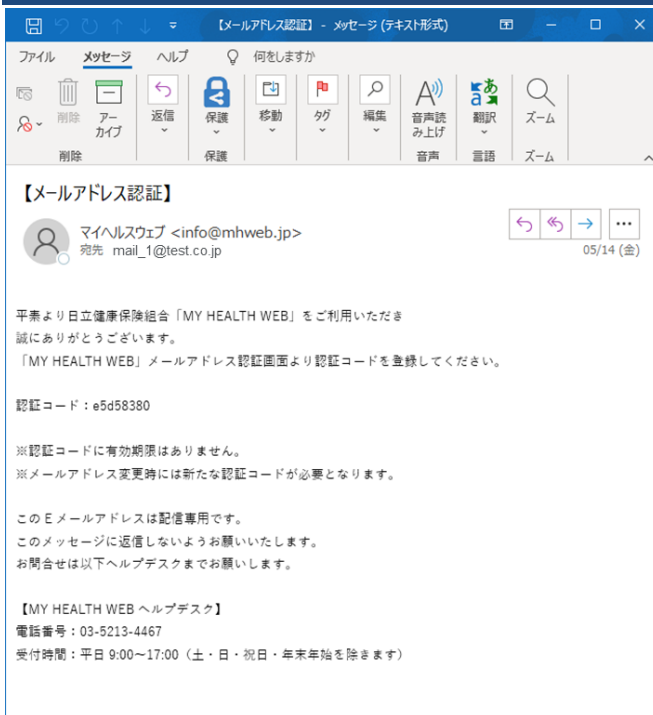 【メールアドレス認証】 - メッセージ (テキスト形式)
ファイル メッセージ ヘルプ 何をしますか
削除 アーカイブ 返信 保護 移動 タグ 編集 音声読み上げ 翻訳 ズーム
削除 保護 音声 言語 ズーム
【メールアドレス認証】
マイヘルスウェブ <info@mhweb.jp>
宛先 mail_1@test.co.jp
05/14 (金)
平素より日立健康保険組合「MY HEALTH WEB」をご利用いただき
誠にありがとうございます。
「MY HEALTH WEB」メールアドレス認証画面より認証コードを登録してください。
認証コード：e5d58380
※認証コードに有効期限はありません。
※メールアドレス変更時には新たな認証コードが必要となります。
このＥメールアドレスは配信専用です。
このメッセージに返信しないようお願いいたします。
お問合せは以下ヘルプデスクまでお願いします。
【MY HEALTH WEB ヘルプデスク】
電話番号：03-5213-4467
受付時間：平日 9:00～17:00（土・日・祝日・年末年始を除きます）